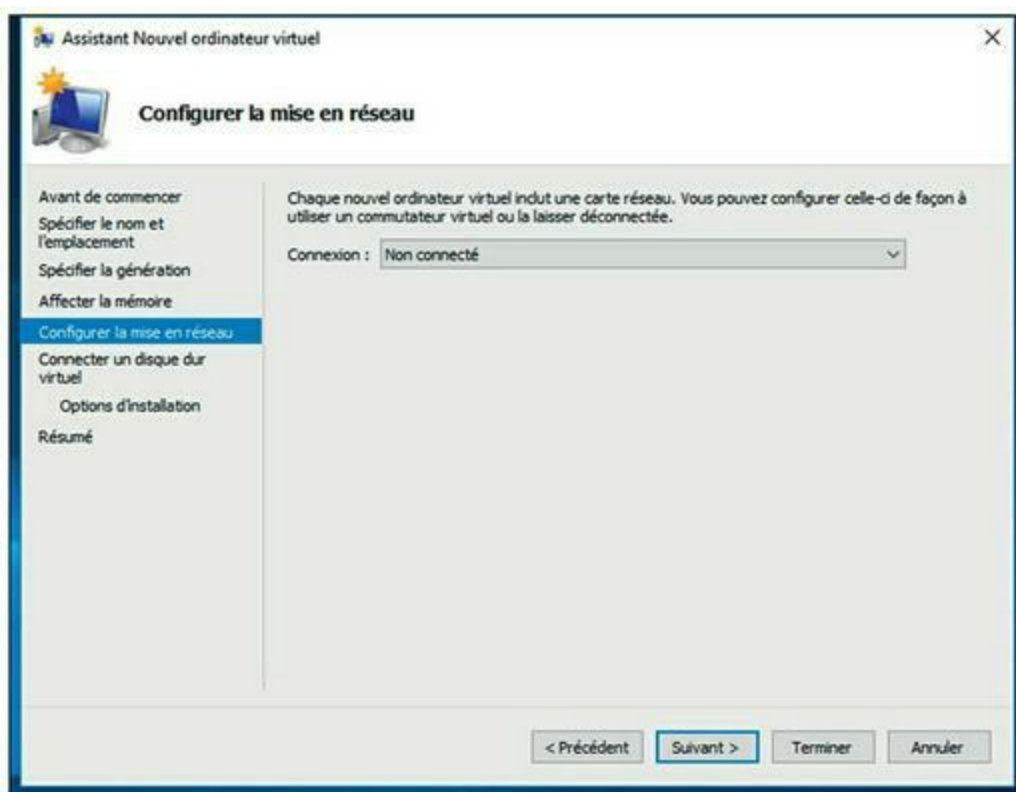 Assistant Nouvel ordinateur virtuel
Configurer la mise en réseau
Avant de commencer
Spécifier le nom et
l'emplacement
Spécifier la génération
Affecter la mémoire
Configurer la mise en réseau
Connecter un disque dur
virtuel
Options d'installation
Résumé
Chaque nouvel ordinateur virtuel inclut une carte réseau. Vous pouvez configurer celle-ci de façon à
utiliser un commutateur virtuel ou la laisser déconnectée.
Connexion : Non connecté
< Précédent Suivant > Terminer Annuler